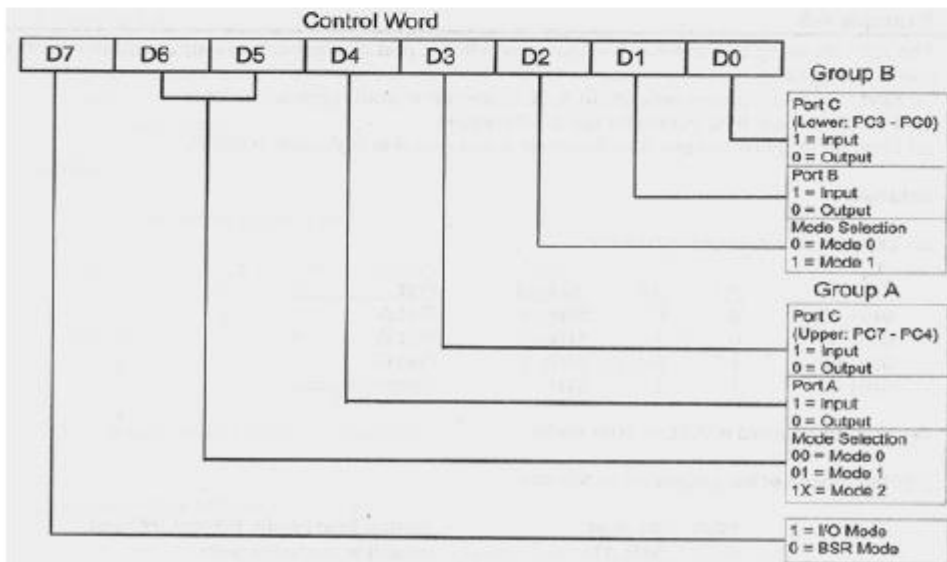 Control Word
D7 D6 D5 D4 D3 D2 D1 D0
Group B
Port C
(Lower: PC3 - PC0)
1 = Input
0 = Output
Port B
1 = Input
0 = Output
Mode Selection
0 = Mode 0
1 = Mode 1
Group A
Port C
(Upper: PC7 - PC4)
1 = Input
0 = Output
Port A
1 = Input
0 = Output
Mode Selection
00 = Mode 0
01 = Mode 1
1X = Mode 2
1 = I/O Mode
0 = BSR Mode